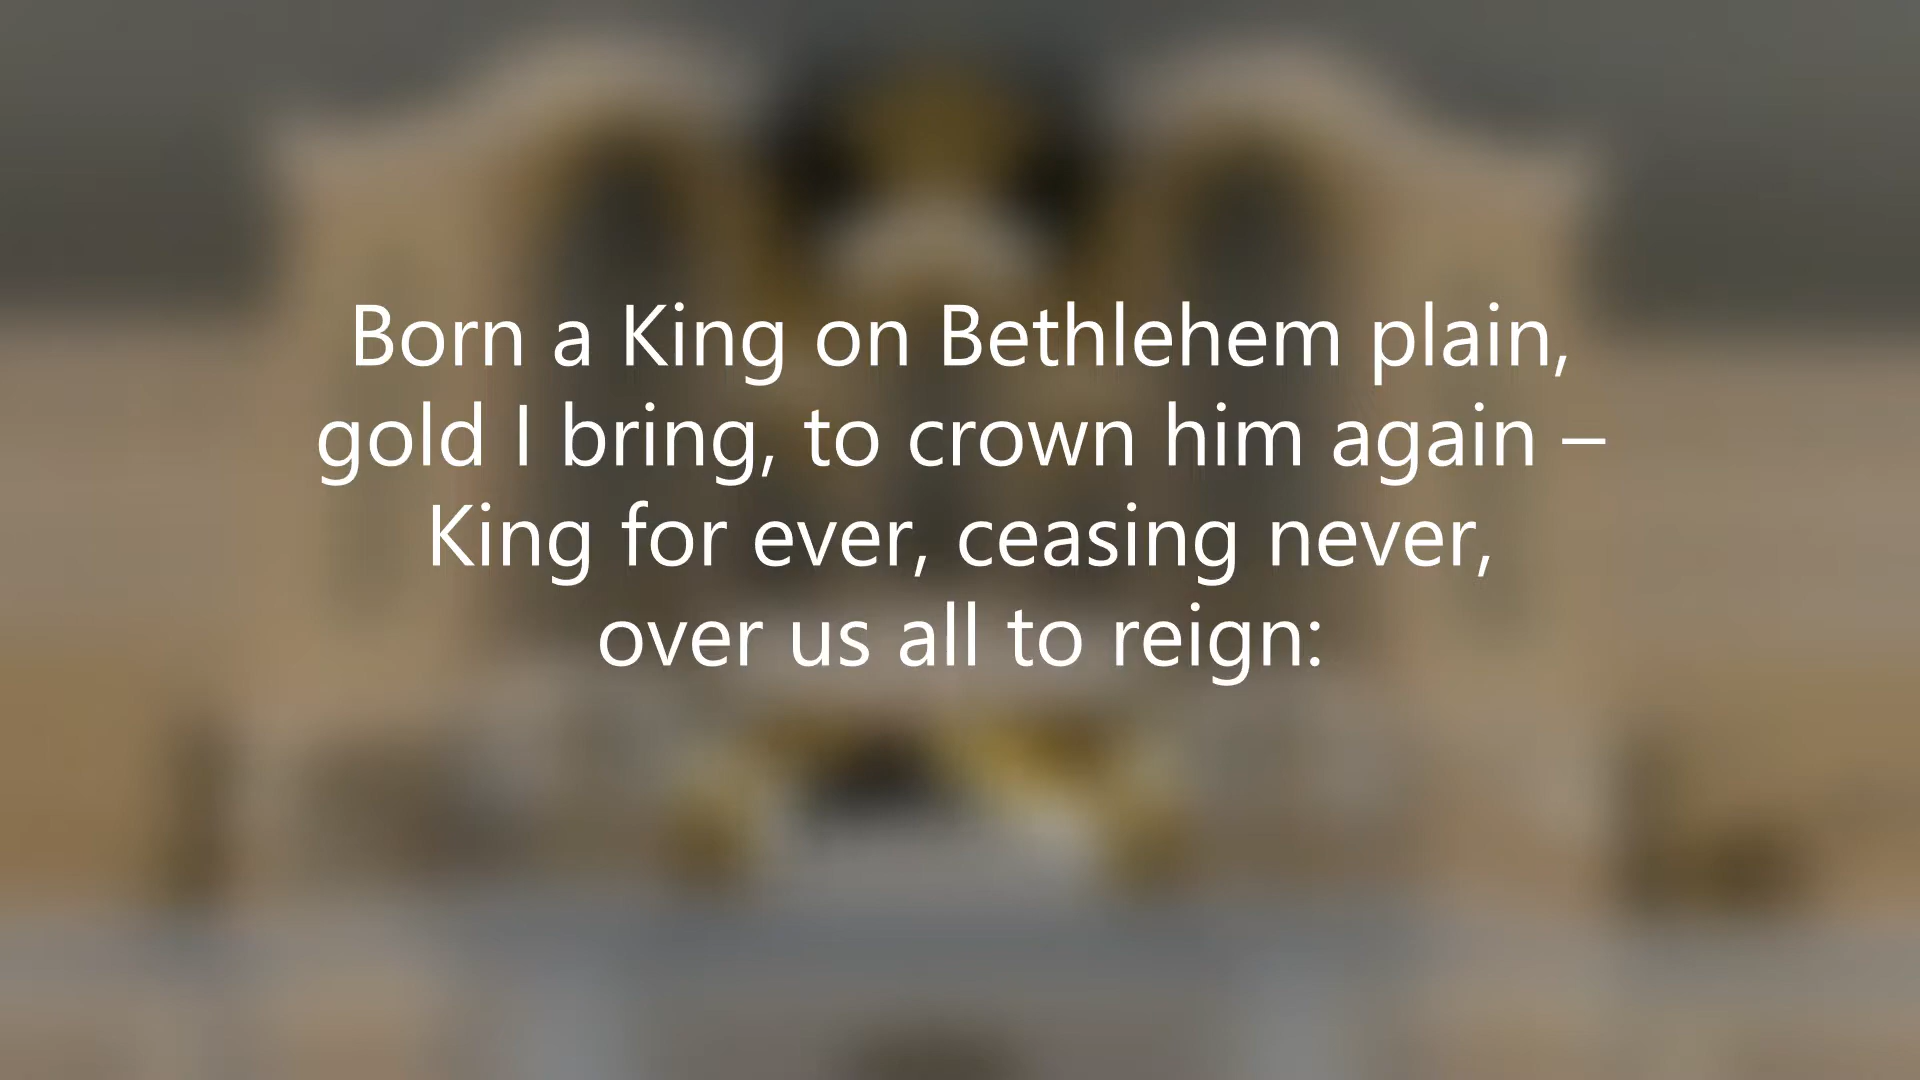 Born a King on Bethlehem plain,
gold I bring, to crown him again –
King for ever, ceasing never,
over us all to reign: